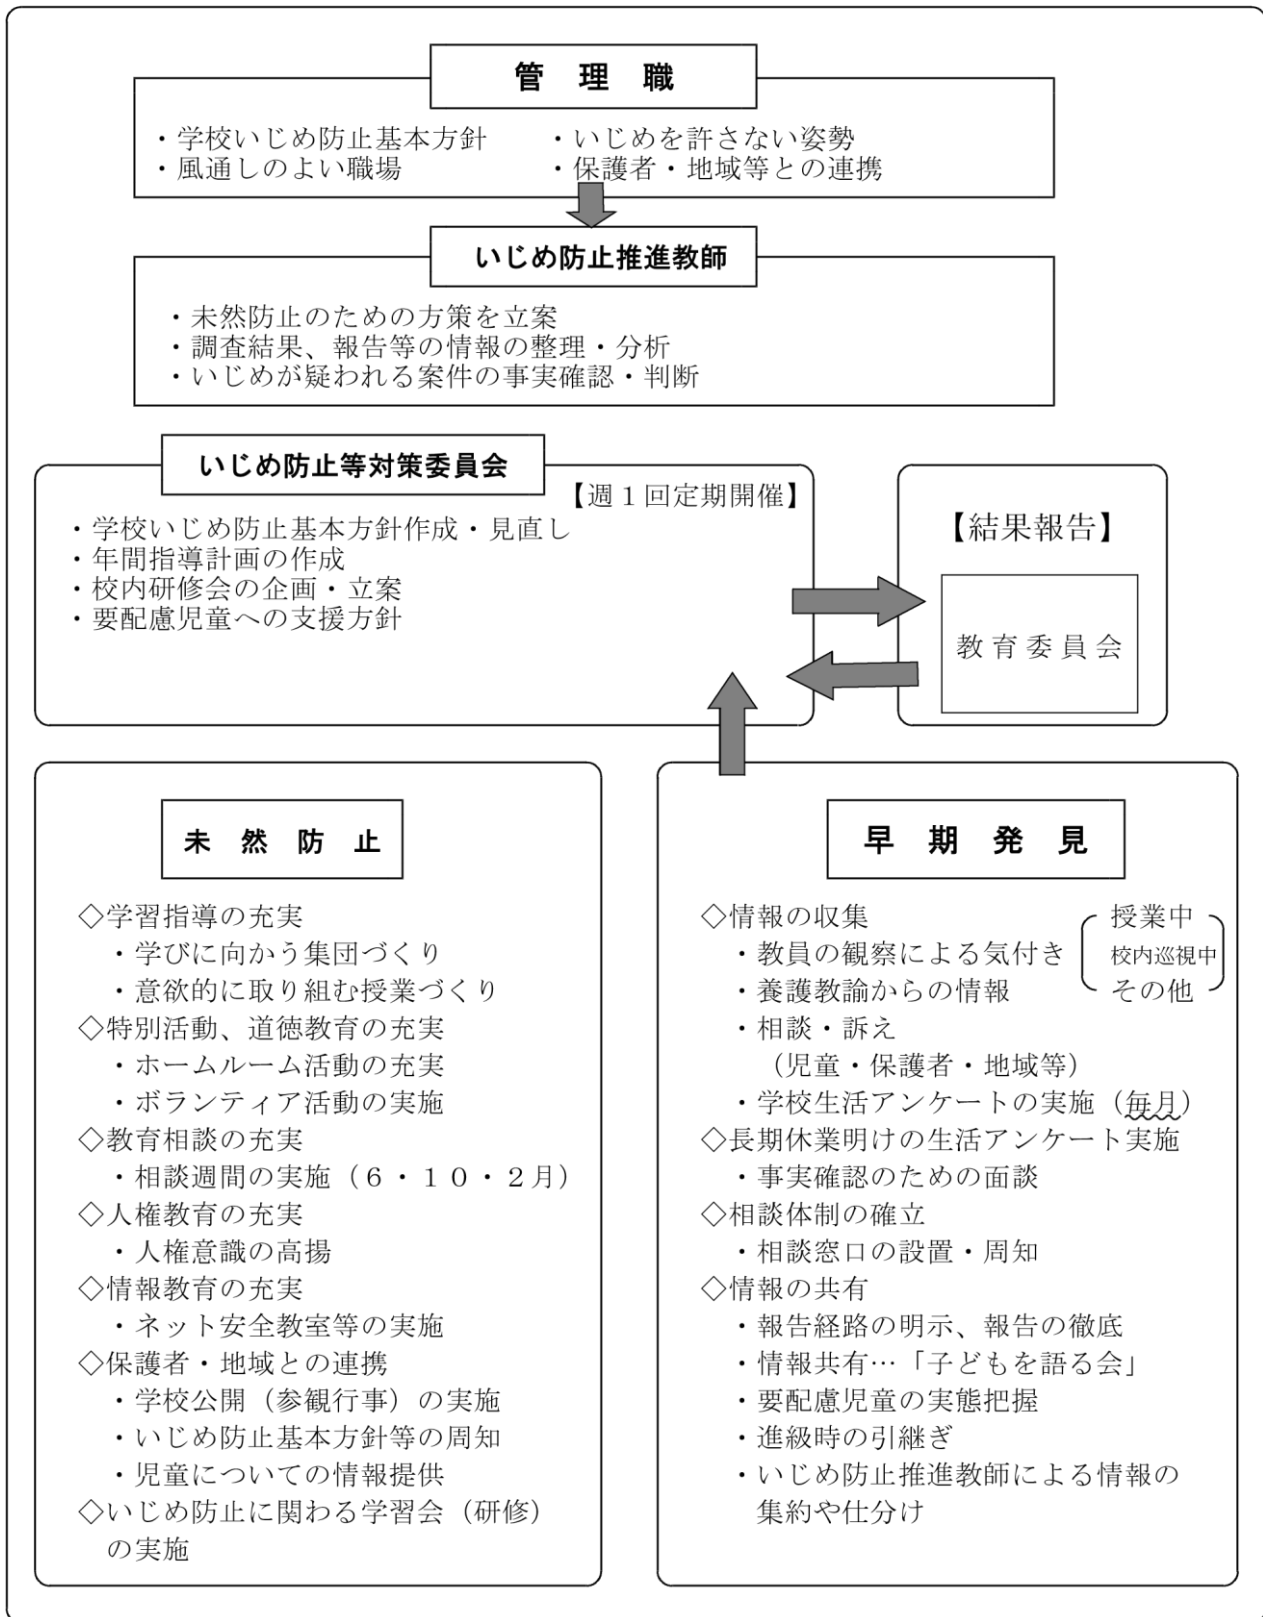 管　理　職
・学校いじめ防止基本方針　　・いじめを許さない姿勢
・風通しのよい職場　　　　　・保護者・地域等との連携
いじめ防止推進教師
・未然防止のための方策を立案
・調査結果、報告等の情報の整理・分析
・いじめが疑われる案件の事実確認・判断
いじめ防止等対策委員会
【週１回定期開催】
・学校いじめ防止基本方針作成・見直し
・年間指導計画の作成
・校内研修会の企画・立案
・要配慮児童への支援方針
【結果報告】
教育委員会
未　然　防　止
◇学習指導の充実
・学びに向かう集団づくり
・意欲的に取り組む授業づくり
◇特別活動、道徳教育の充実
・ホームルーム活動の充実
・ボランティア活動の実施
◇教育相談の充実
・相談週間の実施（６・１０・２月）
◇人権教育の充実
・人権意識の高揚
◇情報教育の充実
・ネット安全教室等の実施
◇保護者・地域との連携
・学校公開（参観行事）の実施
・いじめ防止基本方針等の周知
・児童についての情報提供
◇いじめ防止に関わる学習会（研修）
の実施
早　期　発　見
◇情報の収集
・教員の観察による気付き
・養護教諭からの情報
授業中
校内巡視中
その他
・相談・訴え
（児童・保護者・地域等）
・学校生活アンケートの実施（毎月）
◇長期休業明けの生活アンケート実施
・事実確認のための面談
◇相談体制の確立
・相談窓口の設置・周知
◇情報の共有
・報告経路の明示、報告の徹底
・情報共有…「子どもを語る会」
・要配慮児童の実態把握
・進級時の引継ぎ
・いじめ防止推進教師による情報の
集約や仕分け